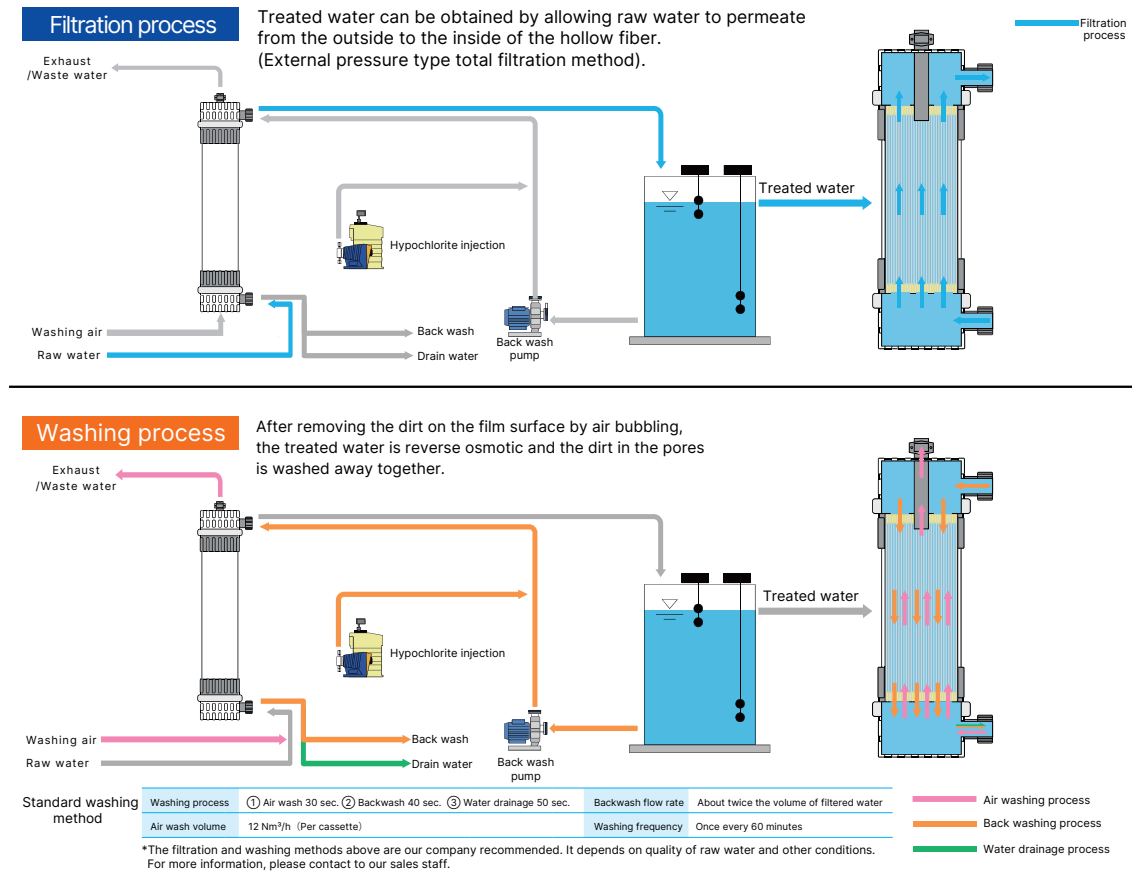 Filtration process
Treated water can be obtained by allowing raw water to permeate
from the outside to the inside of the hollow fiber.
(External pressure type total filtration method).
Filtration
process
Exhaust
/Waste water
Treated water
Hypochlorite injection
Washing air
Raw water
Back wash
Drain water
Back wash
pump
Washing process
After removing the dirt on the film surface by air bubbling,
the treated water is reverse osmotic and the dirt in the pores
is washed away together.
Exhaust
/Waste water
Treated water
Hypochlorite injection
Washing air
Raw water
Back wash
Drain water
Back wash
pump
Standard washing
method
Washing process ① Air wash 30 sec. ② Backwash 40 sec. ③ Water drainage 50 sec. Backwash flow rate About twice the volume of filtered water
Air wash volume 12 Nm³/h (Per cassette) Washing frequency Once every 60 minutes
*The filtration and washing methods above are our company recommended. It depends on quality of raw water and other conditions.
For more information, please contact to our sales staff.
Air washing process
Back washing process
Water drainage process